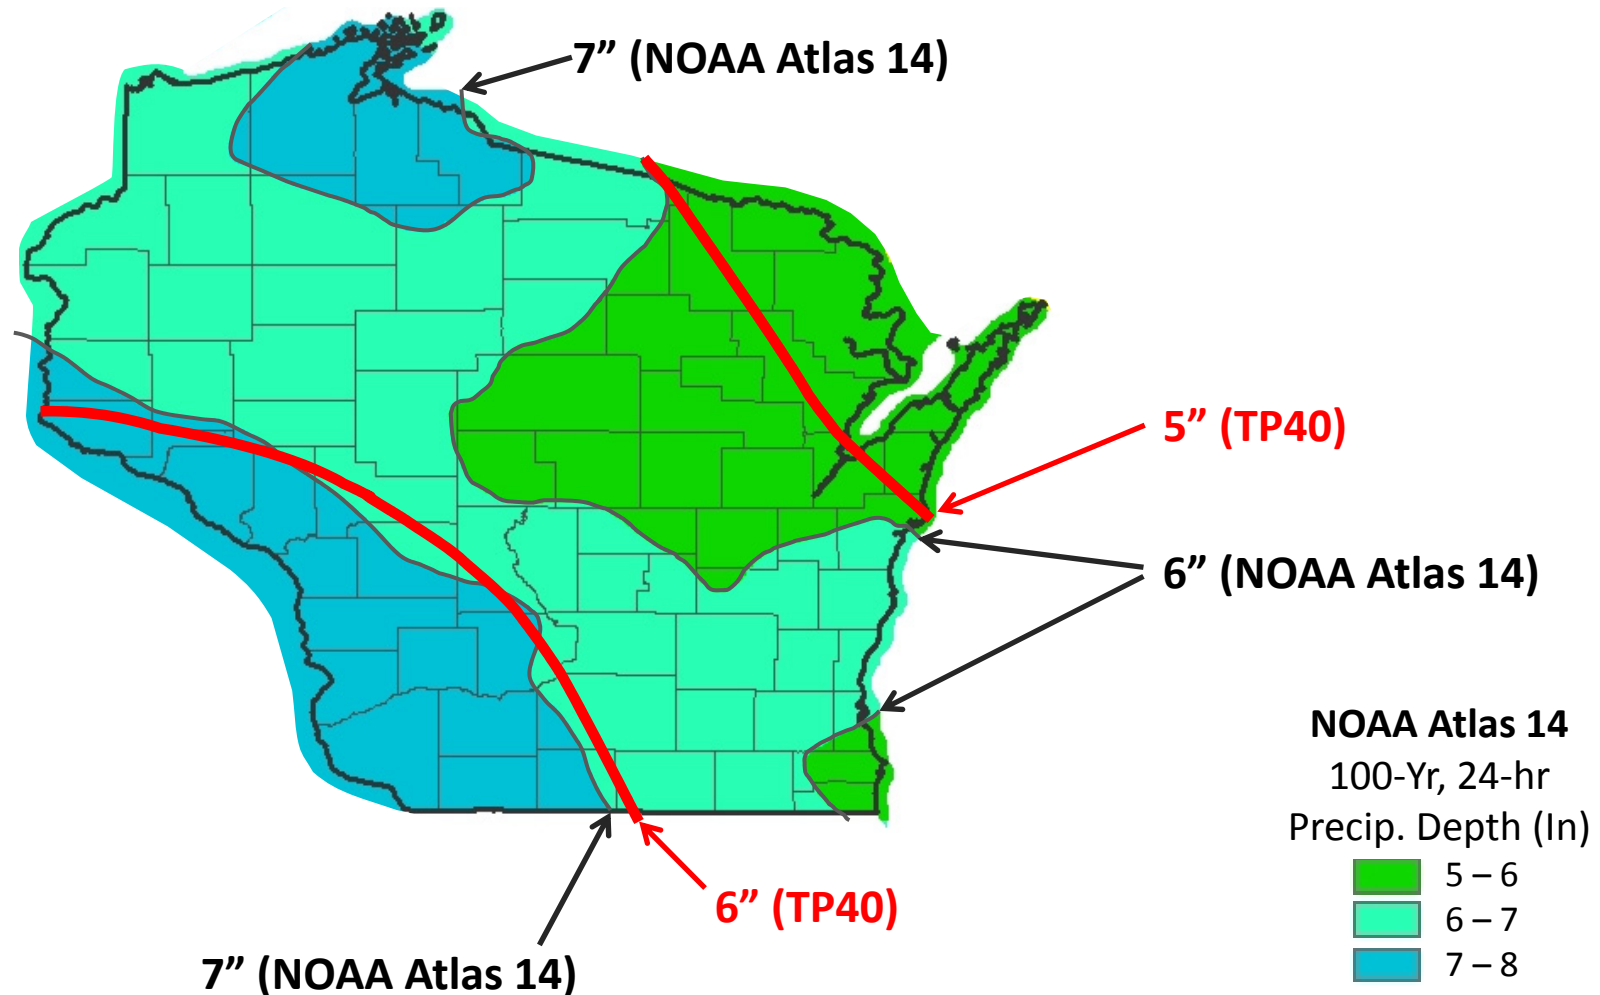 7” (NOAA Atlas 14)
5” (TP40)
6” (NOAA Atlas 14)
NOAA Atlas 14
100-Yr, 24-hr
Precip. Depth (In)
5 – 6
6 – 7
7 – 8
6” (TP40)
7” (NOAA Atlas 14)